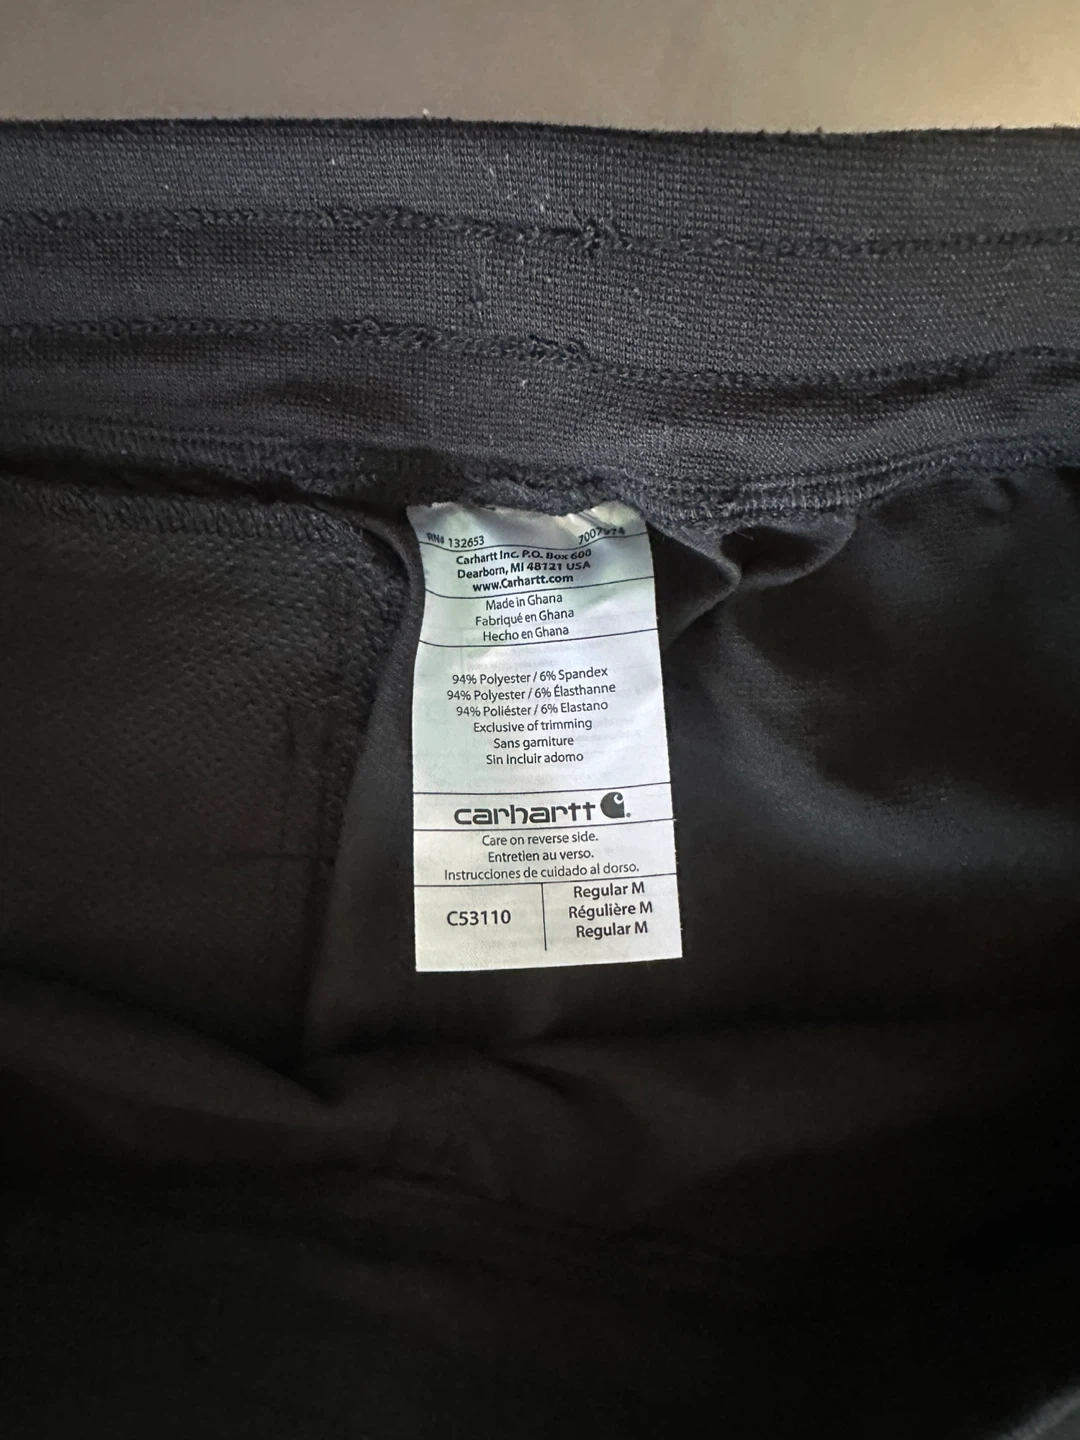 RN# 132653
Carhartt Inc. P.O. Box 600
Dearborn, MI 48121 USA
www.Carhartt.com
Made in Ghana
Fabriqué en Ghana
Hecho en Ghana
94% Polyester / 6% Spandex
94% Polyester / 6% Élasthanne
94% Poliéster / 6% Elastano
Exclusive of trimming
Sans garniture
Sin incluir adorno
carhartt
Care on reverse side.
Entretien au verso.
Instrucciones de cuidado al dorso.
C53110
Regular M
Régulière M
Regular M